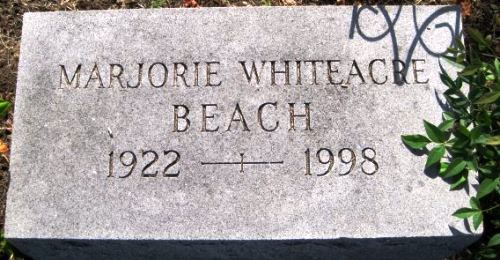 MARJORIE WHITEACRE
BEACH
1922 — 1998